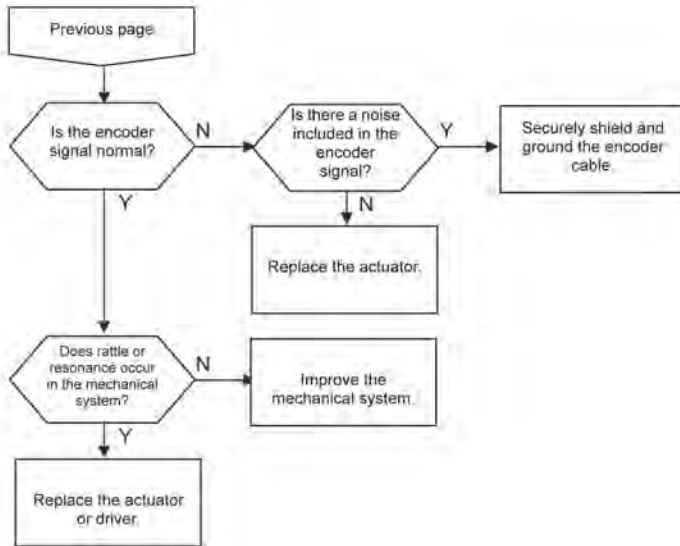 Previous page
Is the encoder
signal normal?
N
Is there a noise
included in the
encoder
signal?
Y
Securely shield and
ground the encoder
cable.
Y
N
Replace the actuator.
Does rattle or
resonance occur
in the mechanical
system?
N
Improve the
mechanical system.
Y
Replace the actuator
or driver.